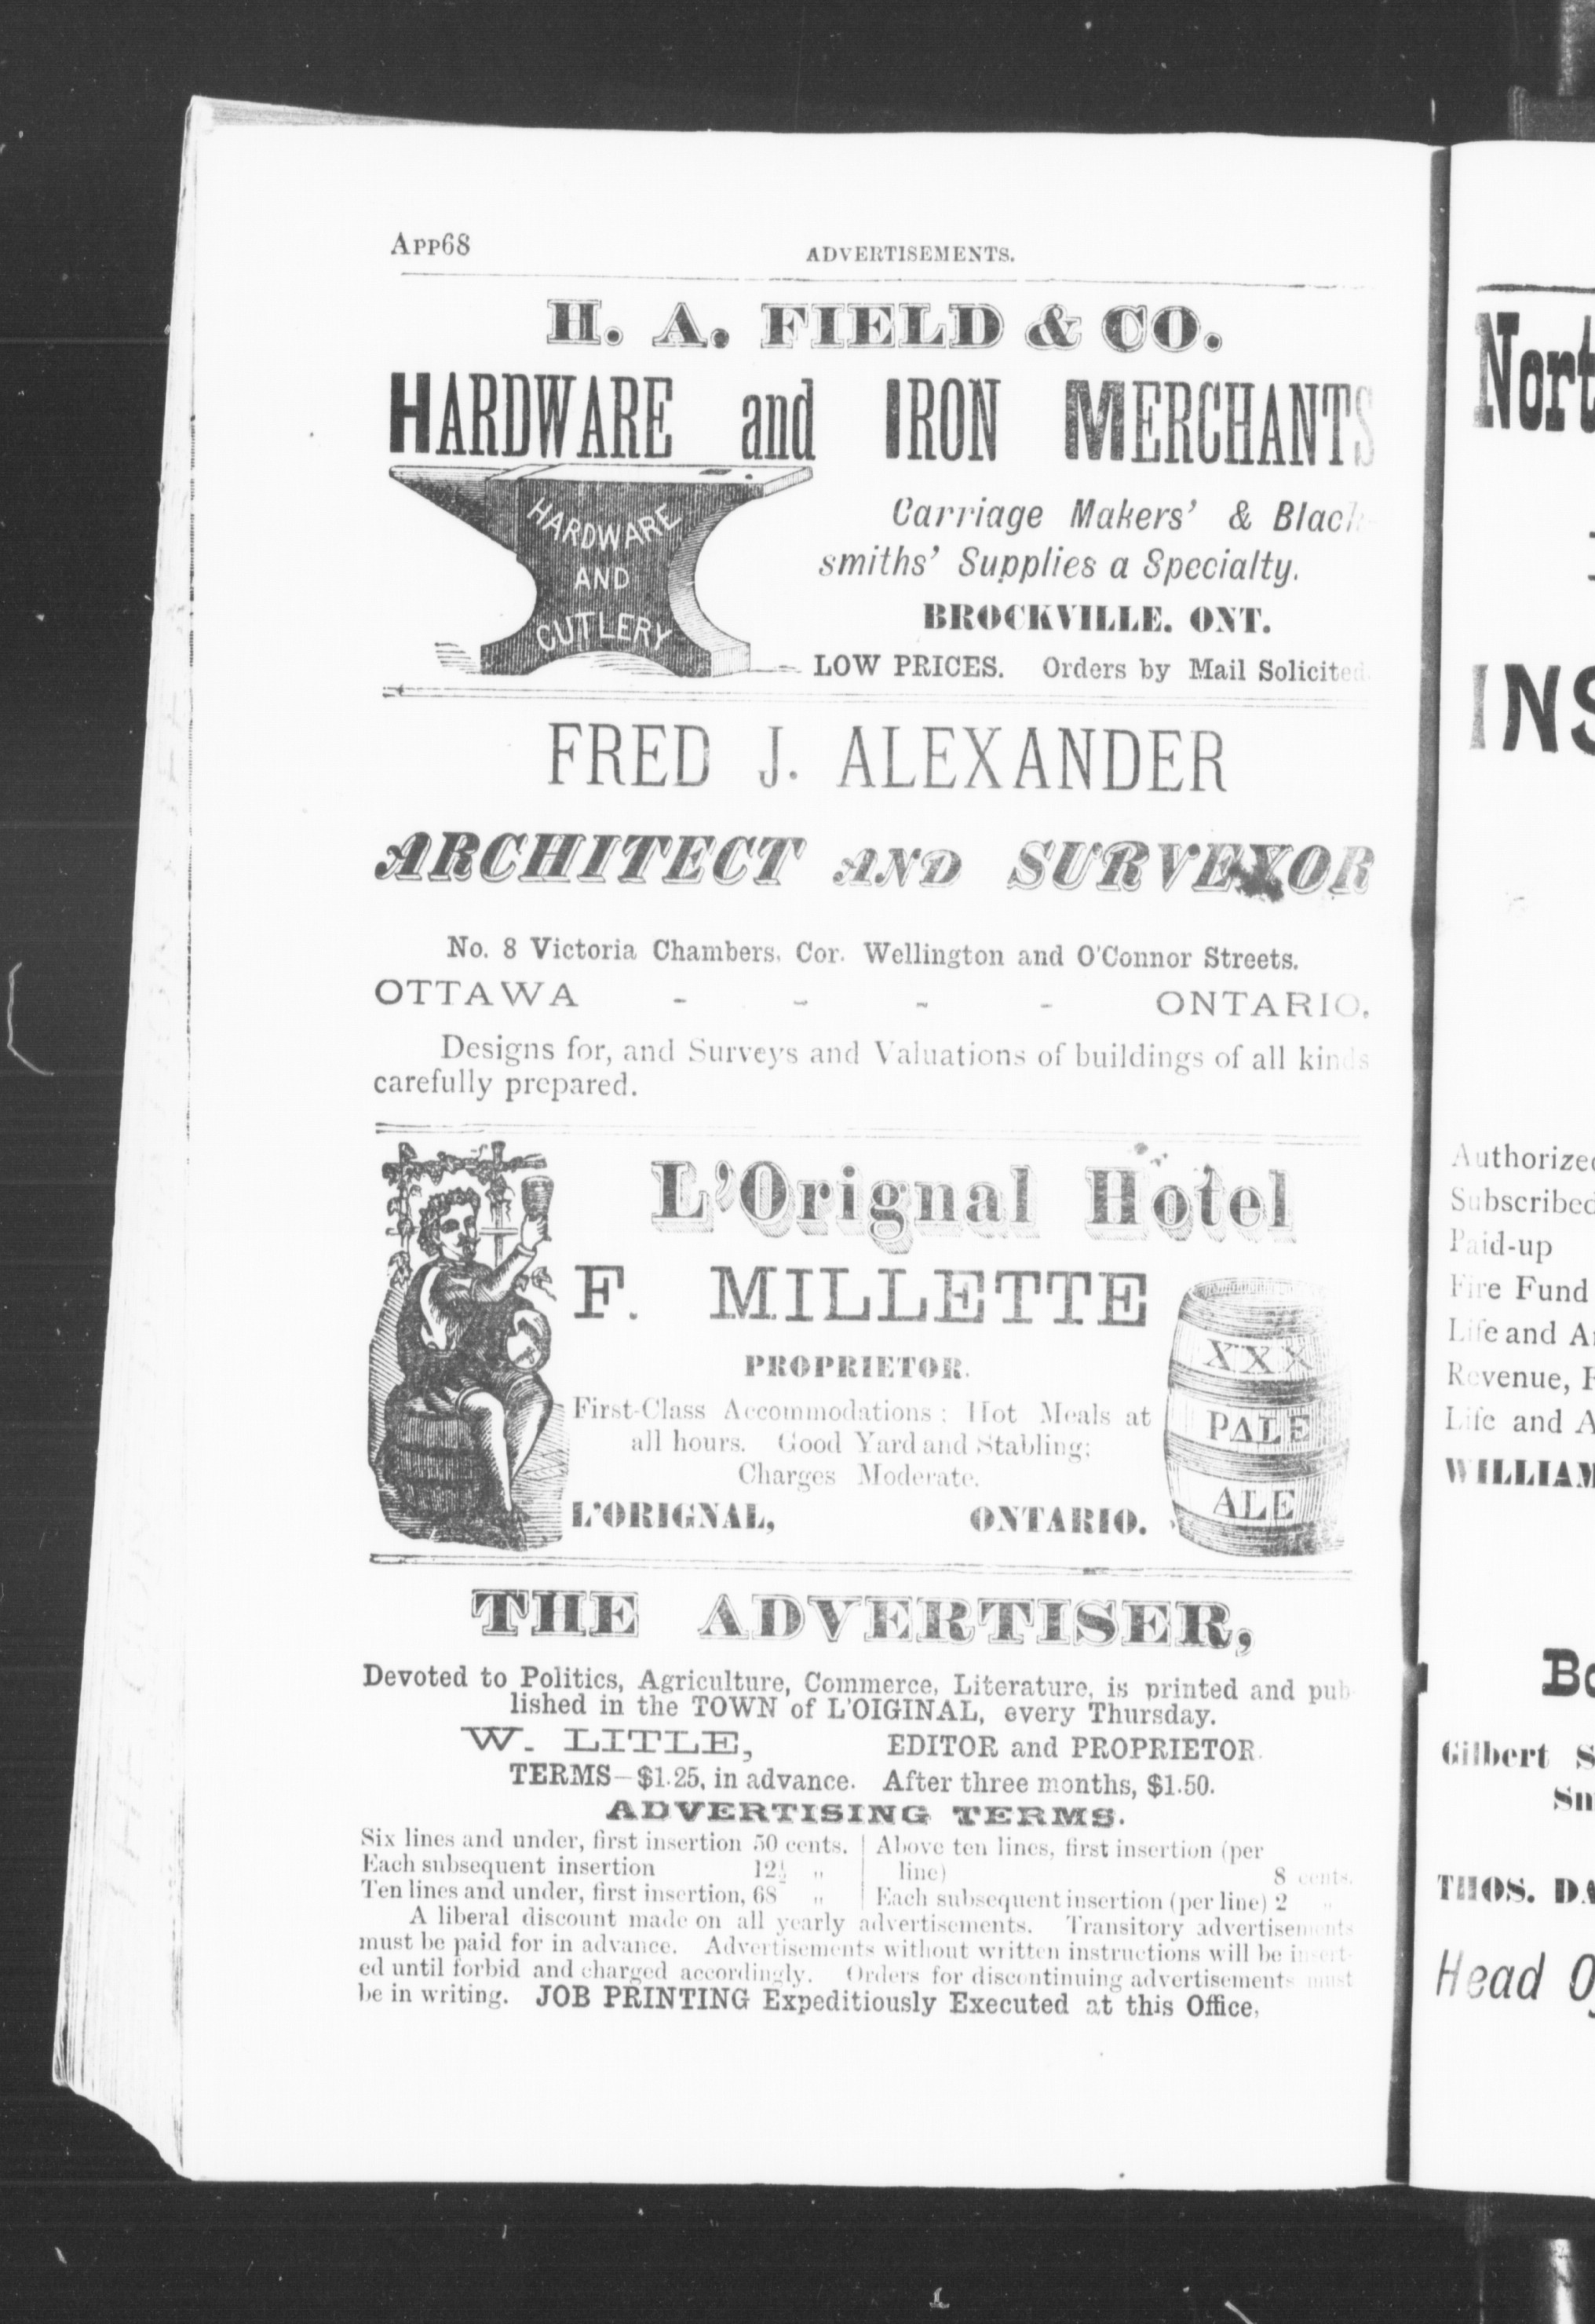 APP68
ADVERTISEMENTS.
H. A. FIELD & CO.
HARDWARE and IRON MERCHANTS
HARDWARE
AND
CUTLERY
Carriage Makers' & Black-
smiths' Supplies a Specialty.
BROCKVILLE. ONT.
LOW PRICES. Orders by Mail Solicited.
FRED J. ALEXANDER
ARCHITECT AND SURVEYOR
No. 8 Victoria Chambers, Cor. Wellington and O'Connor Streets.
OTTAWA - - - - ONTARIO.
Designs for, and Surveys and Valuations of buildings of all kinds
carefully prepared.
L'Orignal Hotel
F. MILLETTE
PROPRIETOR.
First-Class Accommodations: Hot Meals at
all hours. Good Yard and Stabling;
Charges Moderate.
L'ORIGNAL, ONTARIO.
XXX
PALE
ALE
THE ADVERTISER,
Devoted to Politics, Agriculture, Commerce, Literature, is printed and pub-
lished in the TOWN of L'OIGINAL, every Thursday.
W. LITLE, EDITOR and PROPRIETOR.
TERMS—$1.25, in advance. After three months, $1.50.
ADVERTISING TERMS.
Six lines and under, first insertion 50 cents.
Each subsequent insertion 12½ "
Ten lines and under, first insertion, 68 "
Above ten lines, first insertion (per
line) 8 cents.
Each subsequent insertion (per line) 2 "
A liberal discount made on all yearly advertisements. Transitory advertisements
must be paid for in advance. Advertisements without written instructions will be insert-
ed until forbid and charged accordingly. Orders for discontinuing advertisements must
be in writing. JOB PRINTING Expeditiously Executed at this Office,
Nort
INS
Authorized
Subscribed
Paid-up
Fire Fund
Life and A
Revenue, F
Life and A
WILLIAM
Bo
Gilbert S
Sm
THOS. DA
Head O